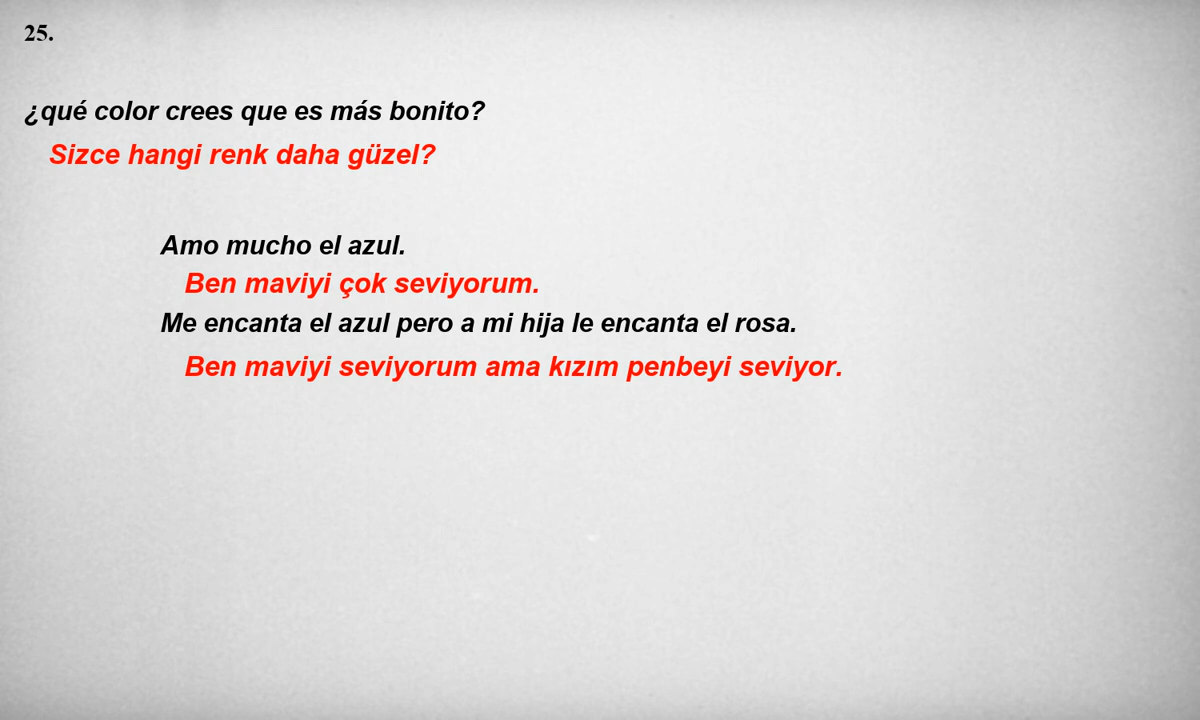 25.
¿qué color crees que es más bonito?
Sizce hangi renk daha güzel?
Amo mucho el azul.
Ben maviyi çok seviyorum.
Me encanta el azul pero a mi hija le encanta el rosa.
Ben maviyi seviyorum ama kızım penbeyi seviyor.